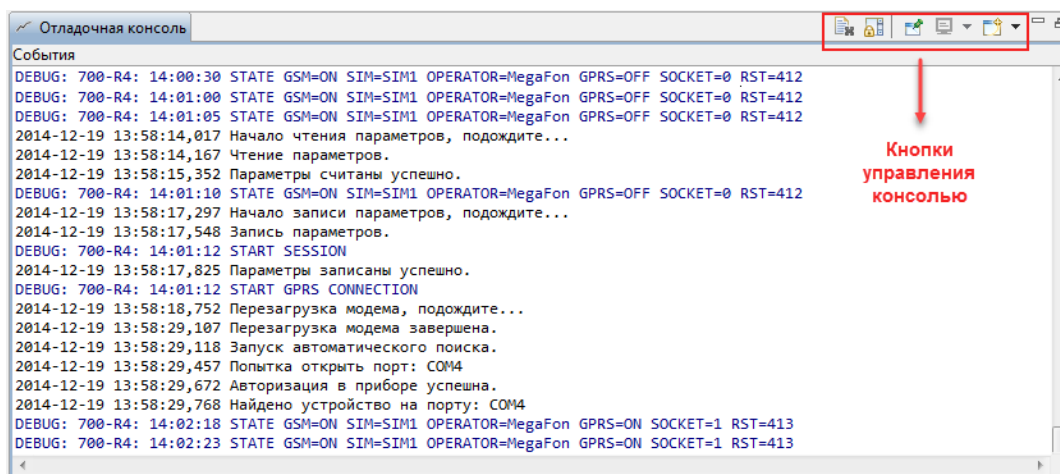 Отладочная консоль
События
DEBUG: 700-R4: 14:00:30 STATE GSM=ON SIM=SIM1 OPERATOR=MegaFon GPRS=OFF SOCKET=0 RST=412
DEBUG: 700-R4: 14:01:00 STATE GSM=ON SIM=SIM1 OPERATOR=MegaFon GPRS=OFF SOCKET=0 RST=412
DEBUG: 700-R4: 14:01:05 STATE GSM=ON SIM=SIM1 OPERATOR=MegaFon GPRS=OFF SOCKET=0 RST=412
2014-12-19 13:58:14,017 Начало чтения параметров, подождите...
2014-12-19 13:58:14,167 Чтение параметров.
2014-12-19 13:58:15,352 Параметры считаны успешно.
DEBUG: 700-R4: 14:01:10 STATE GSM=ON SIM=SIM1 OPERATOR=MegaFon GPRS=OFF SOCKET=0 RST=412
2014-12-19 13:58:17,297 Начало записи параметров, подождите...
2014-12-19 13:58:17,548 Запись параметров.
DEBUG: 700-R4: 14:01:12 START SESSION
2014-12-19 13:58:17,825 Параметры записаны успешно.
DEBUG: 700-R4: 14:01:12 START GPRS CONNECTION
2014-12-19 13:58:18,752 Перезагрузка модема, подождите...
2014-12-19 13:58:29,107 Перезагрузка модема завершена.
2014-12-19 13:58:29,118 Запуск автоматического поиска.
2014-12-19 13:58:29,457 Попытка открыть порт: COM4
2014-12-19 13:58:29,672 Авторизация в приборе успешна.
2014-12-19 13:58:29,768 Найдено устройство на порту: COM4
DEBUG: 700-R4: 14:02:18 STATE GSM=ON SIM=SIM1 OPERATOR=MegaFon GPRS=ON SOCKET=1 RST=413
DEBUG: 700-R4: 14:02:23 STATE GSM=ON SIM=SIM1 OPERATOR=MegaFon GPRS=ON SOCKET=1 RST=413
Кнопки
управления
консолью